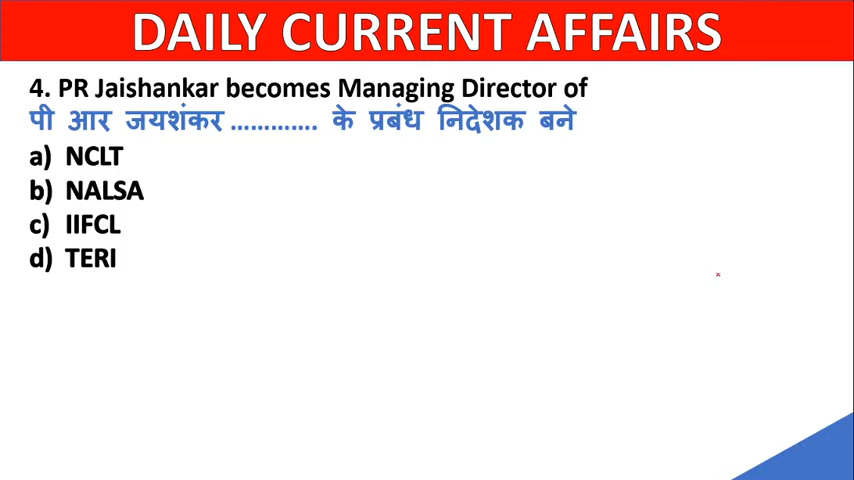 DAILY CURRENT AFFAIRS
4. PR Jaishankar becomes Managing Director of
पी आर जयशंकर ............. के प्रबंध निदेशक बने
a) NCLT
b) NALSA
c) IIFCL
d) TERI